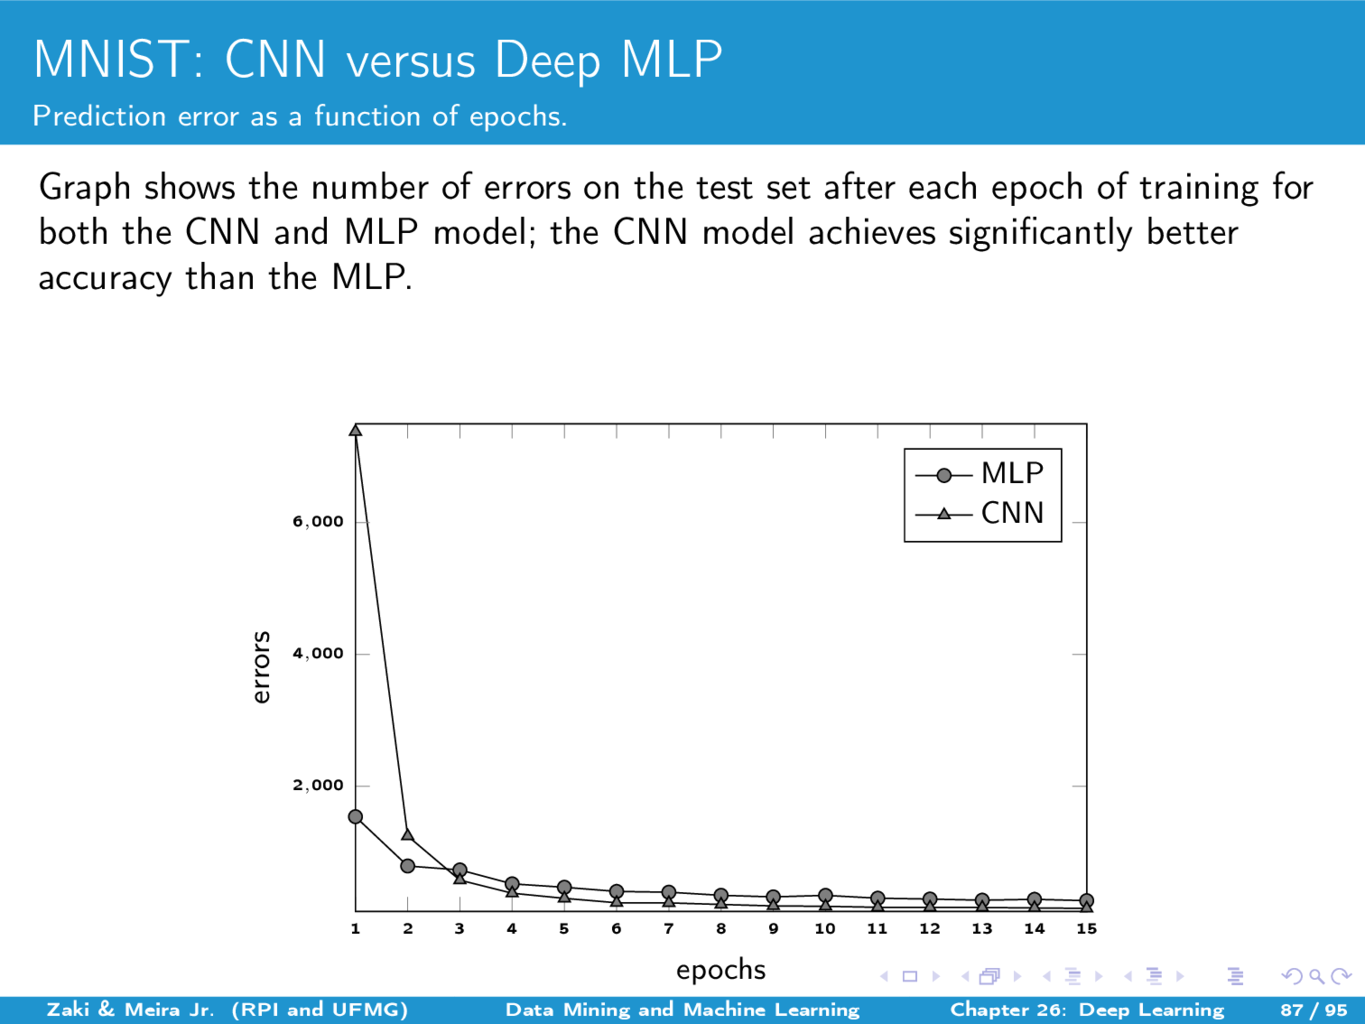 MNIST: CNN versus Deep MLP
Prediction error as a function of epochs.
Graph shows the number of errors on the test set after each epoch of training for
both the CNN and MLP model; the CNN model achieves significantly better
accuracy than the MLP.
MLP
CNN
6,000
4,000
2,000
errors
1 2 3 4 5 6 7 8 9 10 11 12 13 14 15
epochs
Zaki & Meira Jr. (RPI and UFMG) Data Mining and Machine Learning Chapter 26: Deep Learning 87 / 95